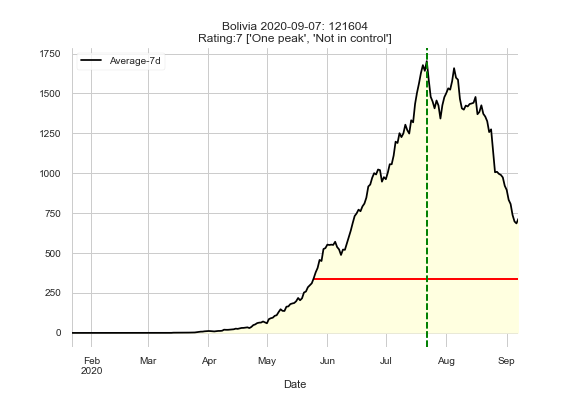 Bolivia 2020-09-07: 121604
Rating:7 ['One peak', 'Not in control']
Average-7d
1750
1500
1250
1000
750
500
250
0
Feb Mar Apr May Jun Jul Aug Sep
2020
Date